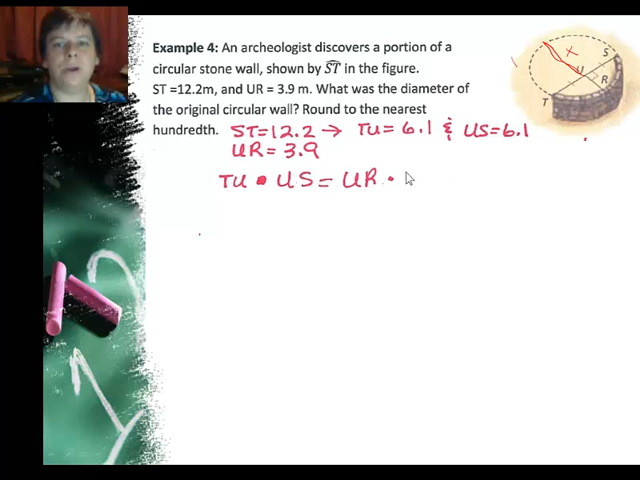 Example 4: An archeologist discovers a portion of a
circular stone wall, shown by ST in the figure.
ST =12.2m, and UR = 3.9 m. What was the diameter of
the original circular wall? Round to the nearest
hundredth. ST=12.2 → TU = 6.1 & US=6.1
UR = 3.9
TU • US = UR •
X
S
U
R
T